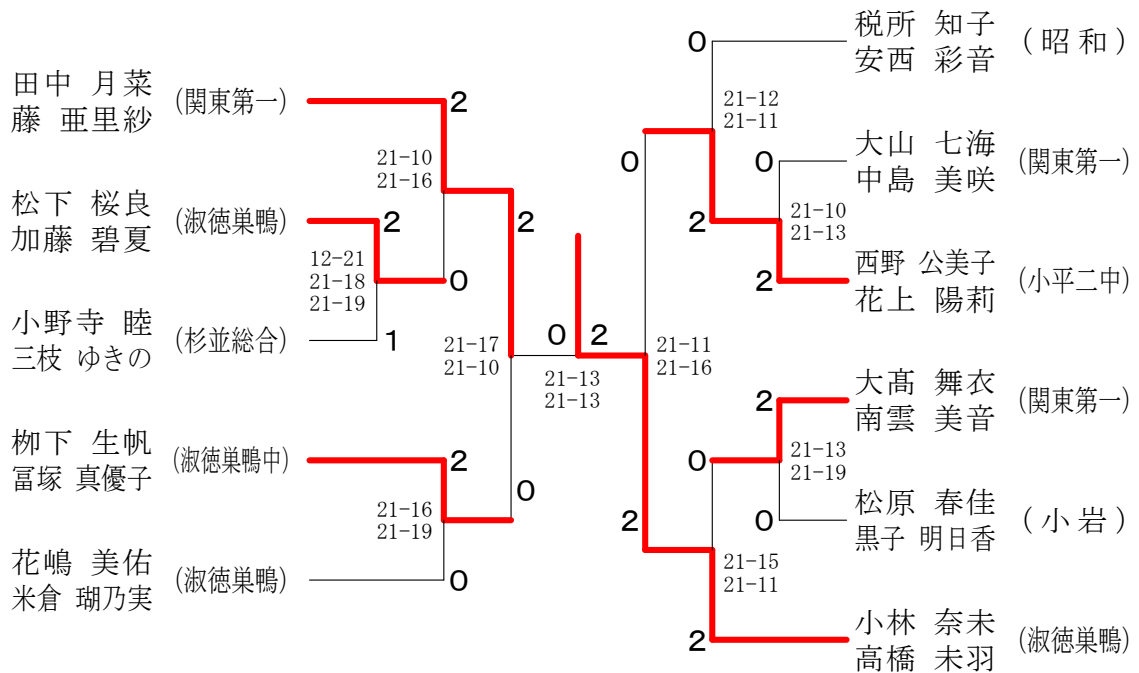 田中 月菜
藤 亜里紗
(関東第一)
2
21-10
21-16
松下 桜良
加藤 碧夏
(淑徳巣鴨)
2
12-21
21-18
21-19
0
小野寺 睦
三枝 ゆきの
(杉並総合)
1
2
21-17
21-10
栁下 生帆
冨塚 真優子
(淑徳巣鴨中)
2
21-16
21-19
0
花嶋 美佑
米倉 瑚乃実
(淑徳巣鴨)
0
0
2
21-13
21-13
税所 知子
安西 彩音
(昭和)
0
21-12
21-11
0
大山 七海
中島 美咲
(関東第一)
0
21-10
21-13
2
西野 公美子
花上 陽莉
(小平二中)
2
21-11
21-16
大髙 舞衣
南雲 美音
(関東第一)
2
21-13
21-19
0
松原 春佳
黒子 明日香
(小岩)
0
2
21-15
21-11
小林 奈未
高橋 未羽
(淑徳巣鴨)
2